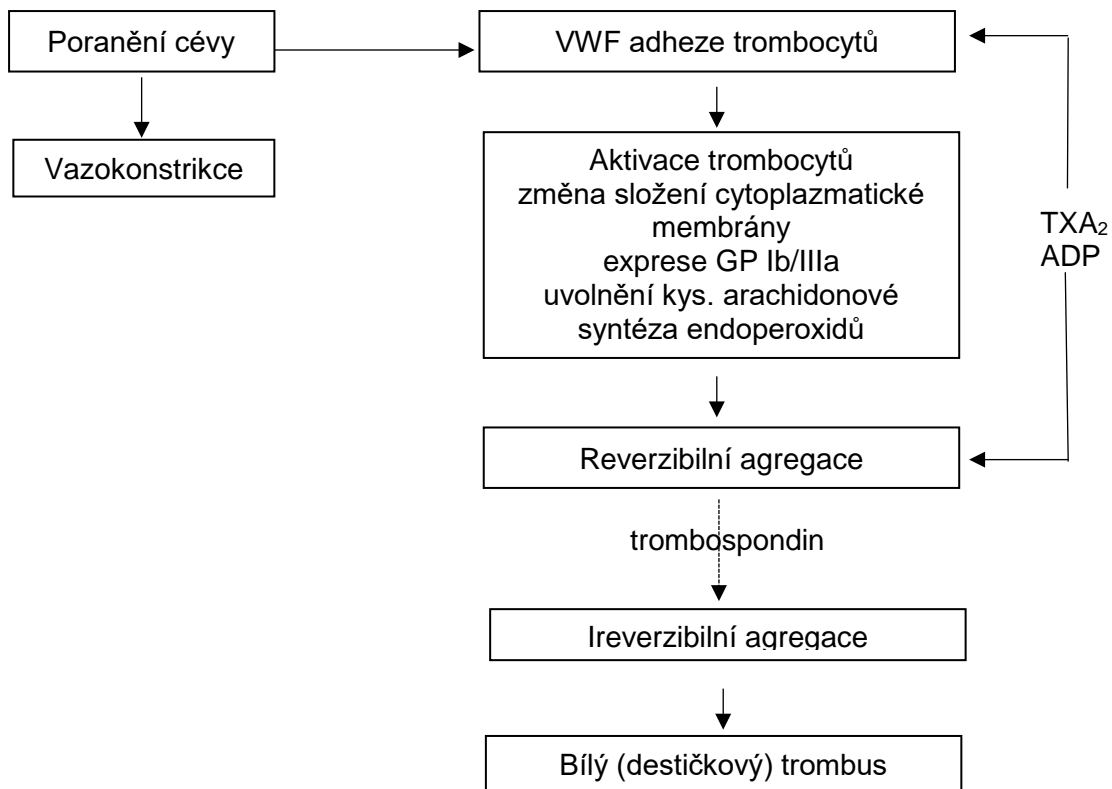 Poranění cévy
VWF adheze trombocytů
Vazokonstrikce
Aktivace trombocytů
změna složení cytoplazmatické
membrány
exprese GP Ib/IIIa
uvolnění kys. arachidonové
syntéza endoperoxidů
TXA₂
ADP
Reverzibilní agregace
trombospondin
Ireverzibilní agregace
Bílý (destičkový) trombus